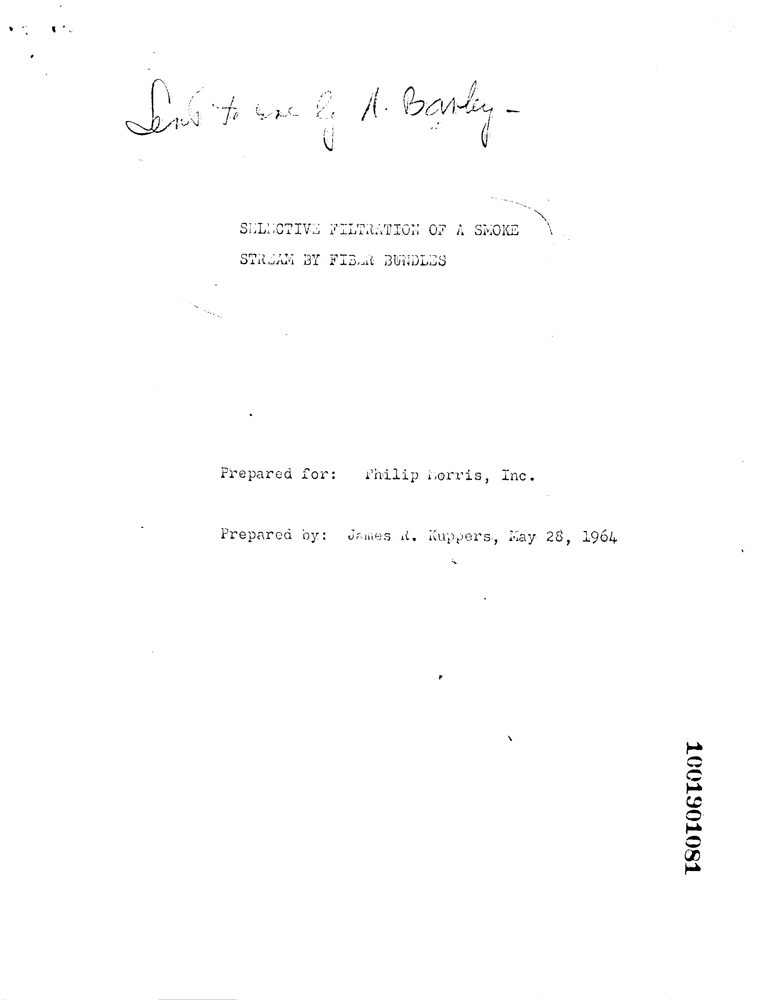 Sent to me by A. Banley –
SELECTIVE FILTRATION OF A SMOKE
STREAM BY FIBER BUNDLES
Prepared for: Philip Morris, Inc.
Prepared by: James R. Kuppers, May 28, 1964
1001901081